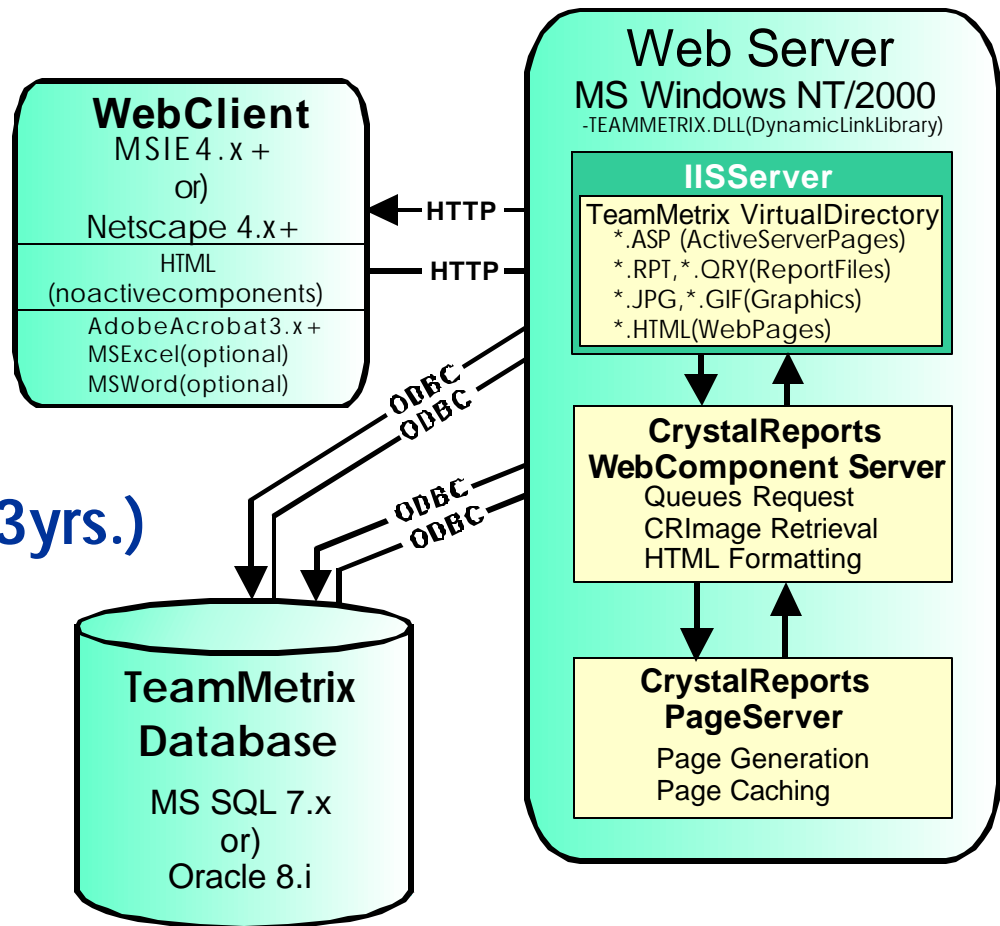 WebClient
MSIE4.x+
or)
Netscape 4.x+
HTML
(noactivecomponents)
AdobeAcrobat3.x+
MSExcel(optional)
MSWord(optional)
HTTP
HTTP
ODBC
ODBC
ODBC
ODBC
3yrs.)
TeamMetrix
Database
MS SQL 7.x
or)
Oracle 8.i
Web Server
MS Windows NT/2000
-TEAMMETRIX.DLL(DynamicLinkLibrary)
IISServer
TeamMetrix VirtualDirectory
*.ASP (ActiveServerPages)
*.RPT,*.QRY(ReportFiles)
*.JPG,*.GIF(Graphics)
*.HTML(WebPages)
CrystalReports
WebComponent Server
Queues Request
CRImage Retrieval
HTML Formatting
CrystalReports
PageServer
Page Generation
Page Caching